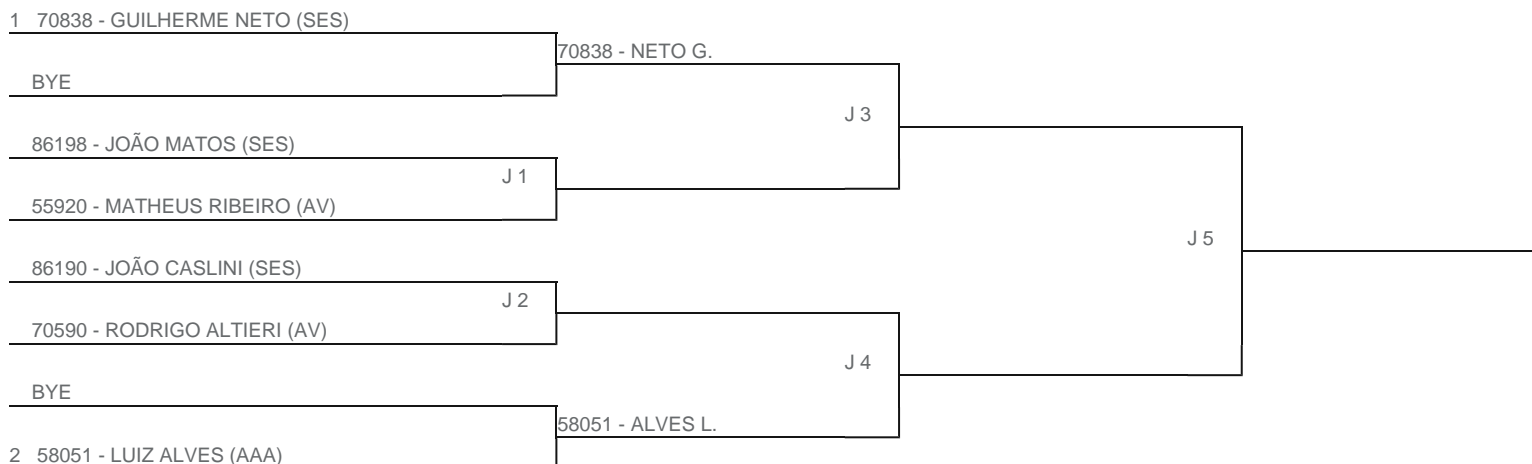 1 70838 - GUILHERME NETO (SES)
70838 - NETO G.
BYE
J 3
86198 - JOÃO MATOS (SES)
J 1
55920 - MATHEUS RIBEIRO (AV)
J 5
86190 - JOÃO CASLINI (SES)
J 2
70590 - RODRIGO ALTIERI (AV)
J 4
BYE
58051 - ALVES L.
2 58051 - LUIZ ALVES (AAA)